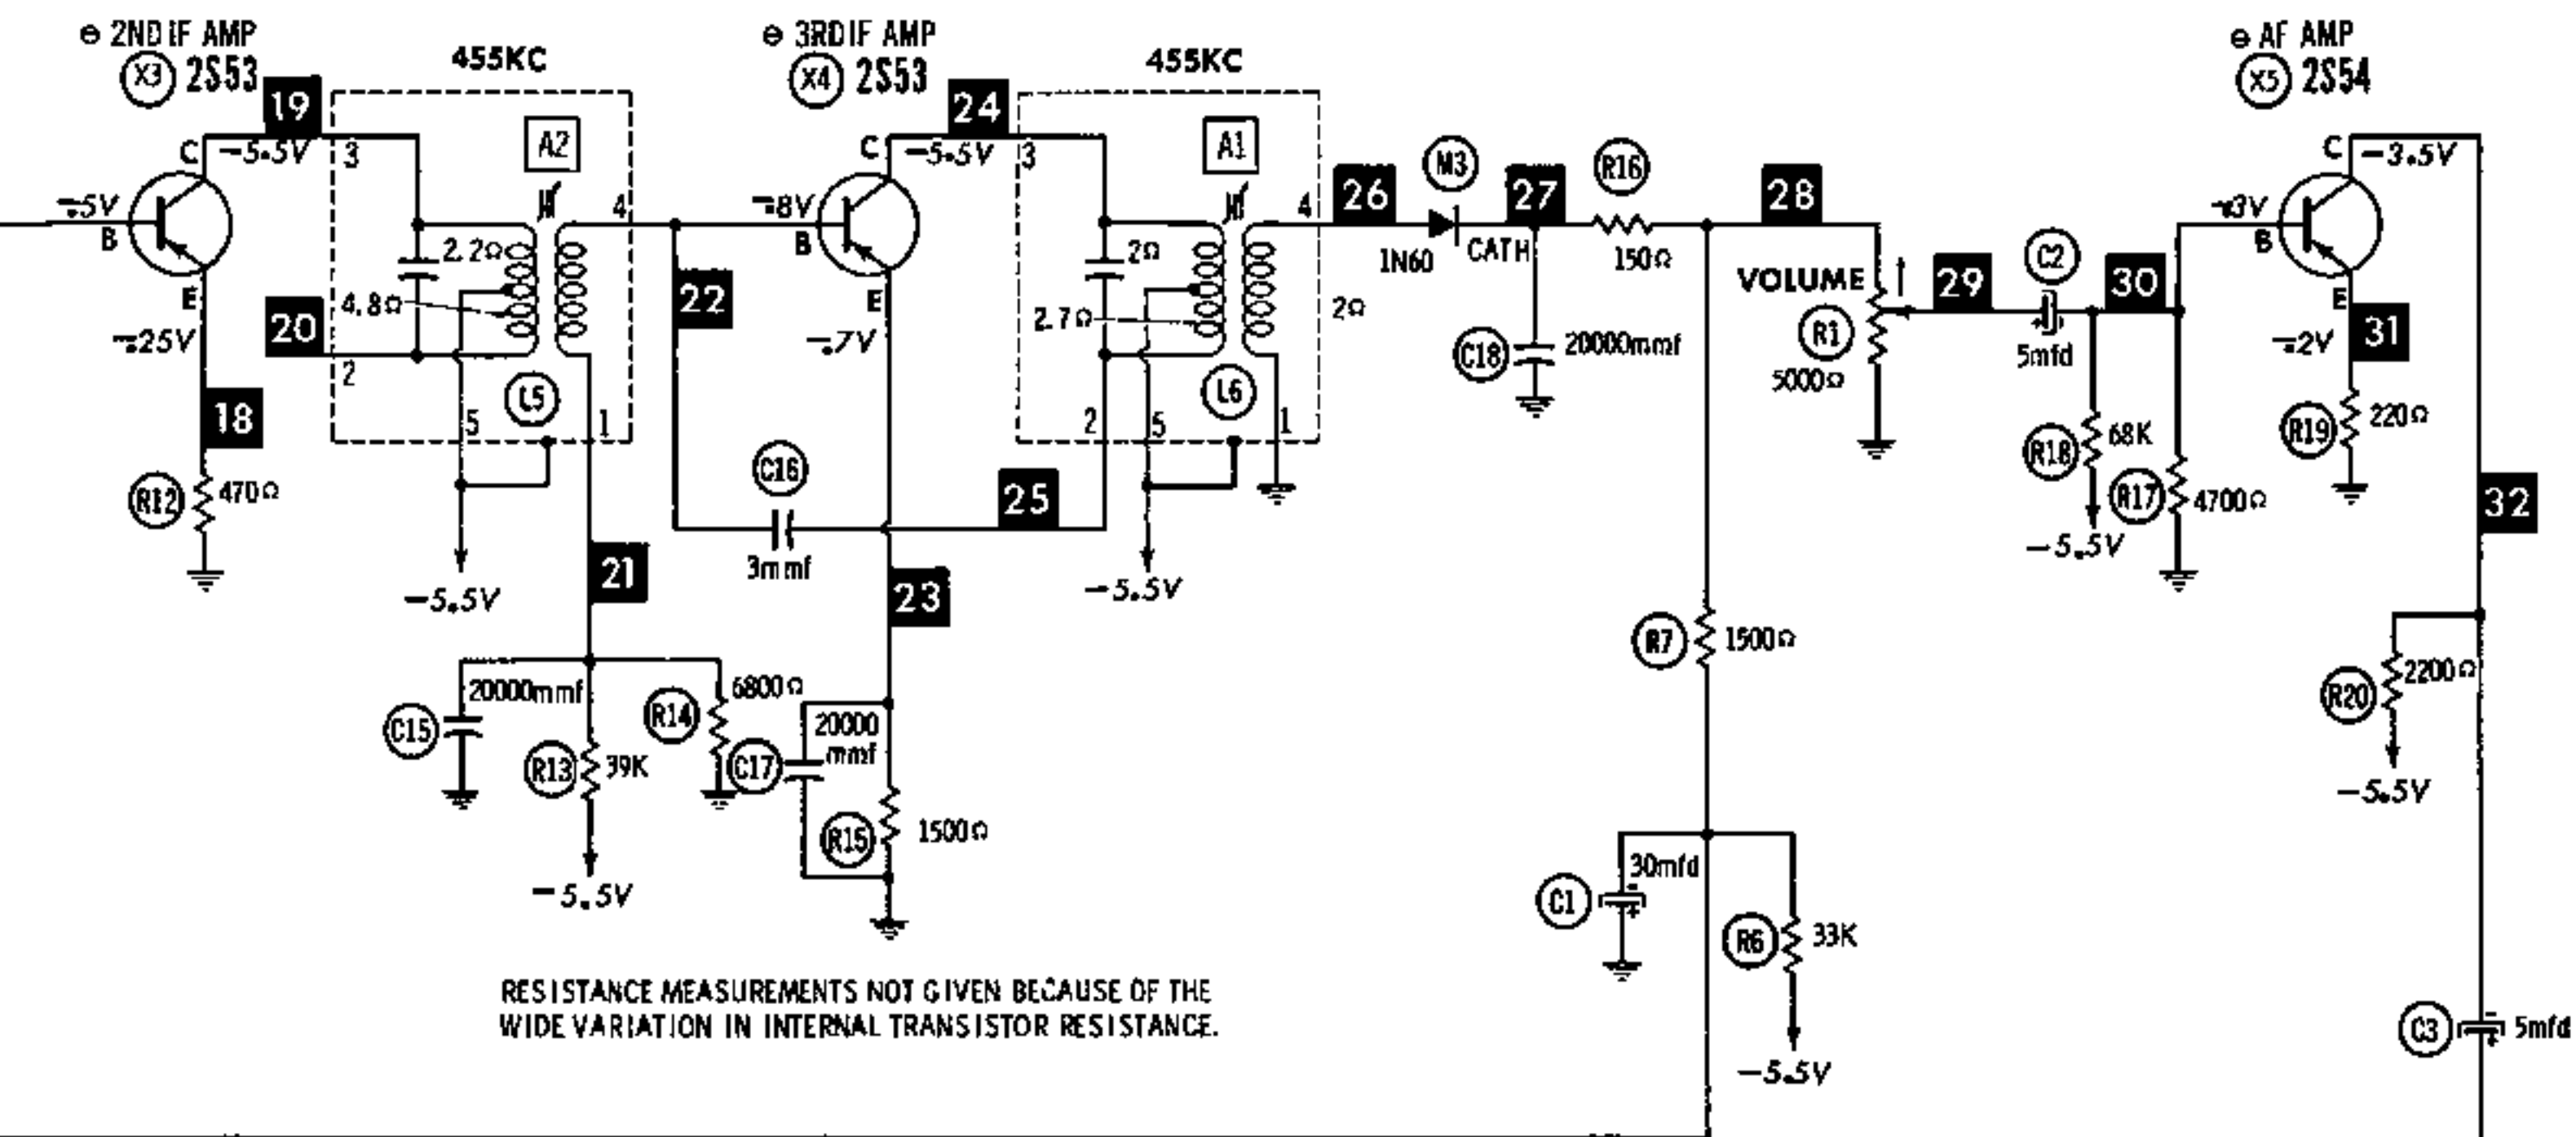 ⊖ 2ND IF AMP
X3 2S53
455KC
⊖ 3RD IF AMP
X4 2S53
455KC
⊖ AF AMP
X5 2S54
19
C -5.5V 3
A2
-.5V
B
4
2.2Ω
4.8Ω
E
-.25V
20
2
L5
5
1
18
R12 470Ω
-5.5V
21
22
24
C -5.5V 3
A1
-.8V
B
4
2Ω
2.7Ω
2Ω
E
-.7V
L6
2
5
1
C16
3mmf
25
23
-5.5V
C15
20000mmf
R13 39K
-5.5V
R14
6800Ω
C17
20000
mmf
R15
1500Ω
26
M3
1N60
CATH
27
R16
150Ω
28
C18
20000mmf
VOLUME
R1
5000Ω
29
C2
5mfd
30
C -3.5V
-.3V
B
E
-.2V
31
R19
220Ω
R18
68K
-5.5V
R17
4700Ω
32
R7
1500Ω
R20
2200Ω
-5.5V
C1
30mfd
-
+
R6
33K
-5.5V
C3
-
+
5mfd
RESISTANCE MEASUREMENTS NOT GIVEN BECAUSE OF THE
WIDE VARIATION IN INTERNAL TRANSISTOR RESISTANCE.